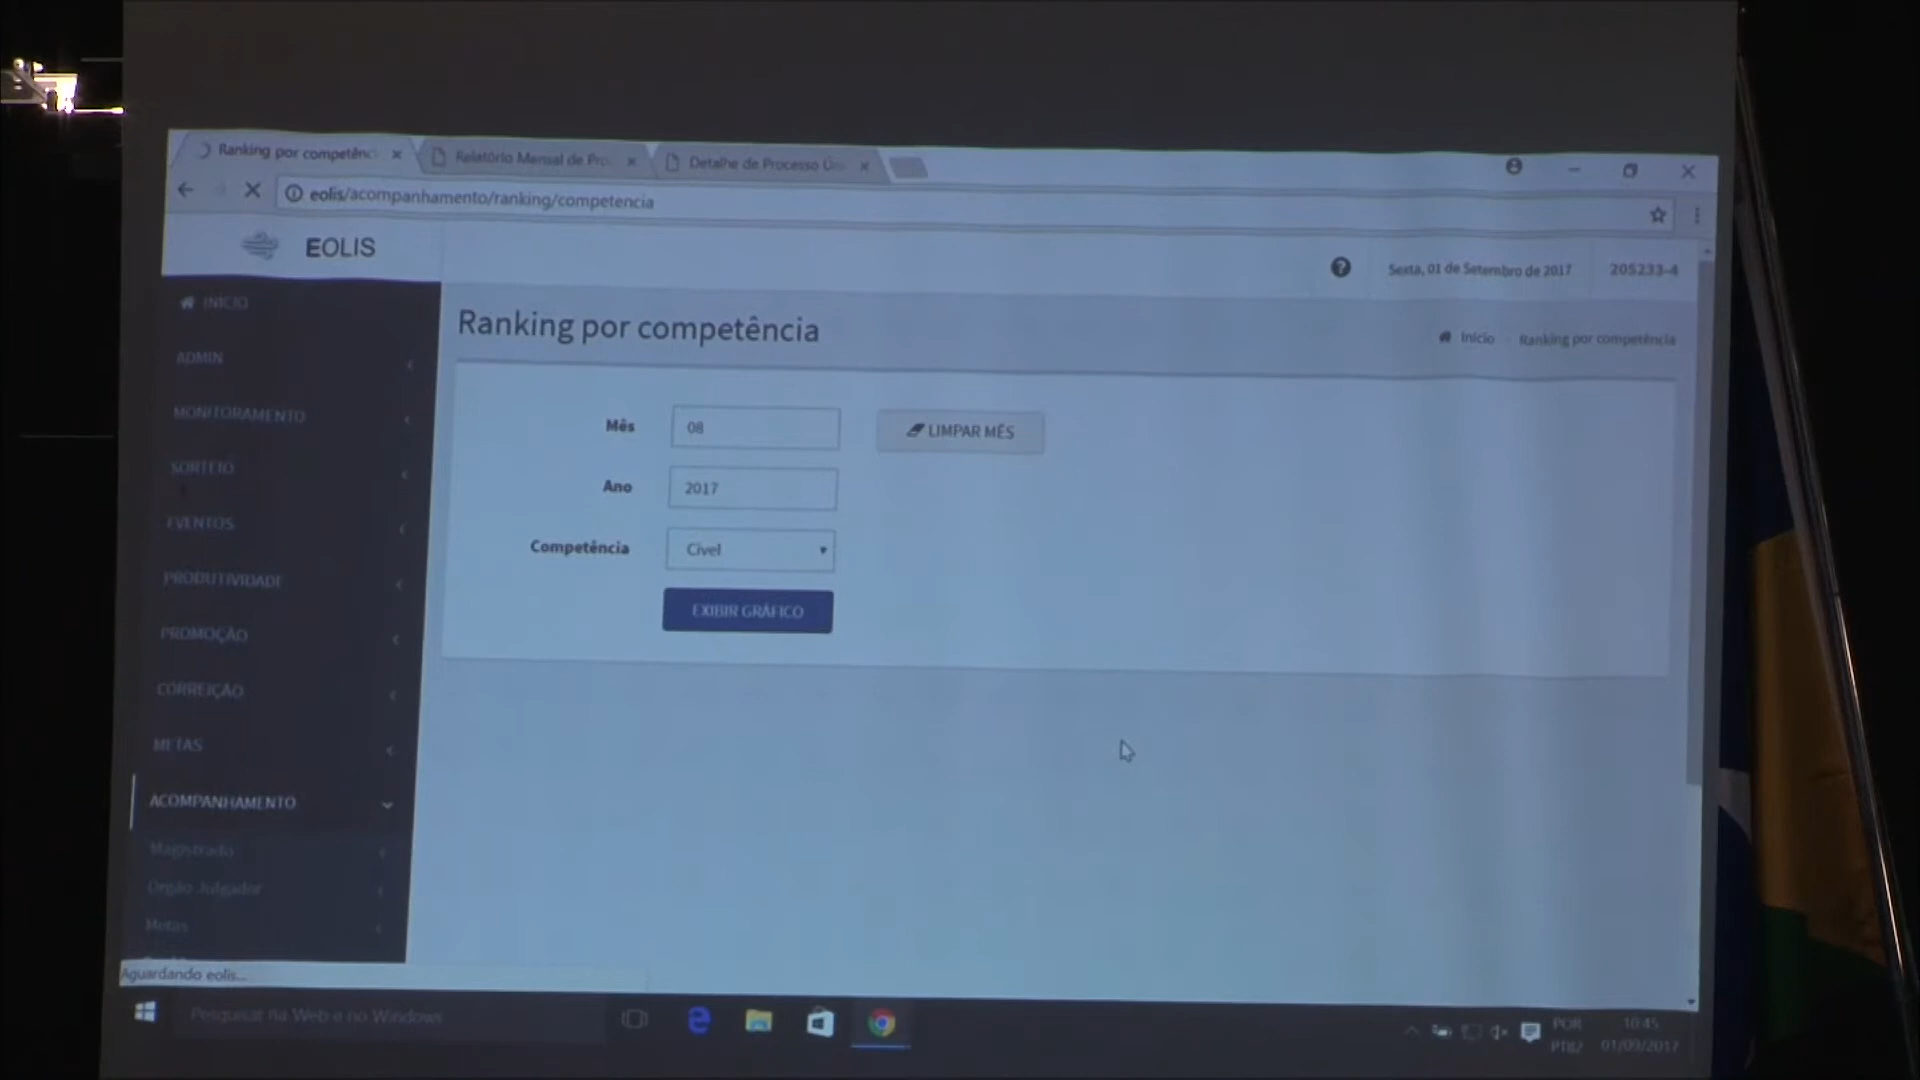 Ranking por competênc
Relatório Mensal de Pro
Detalhe de Processo Ún
eolis/acompanhamento/ranking/competencia
EOLIS
Sexta, 01 de Setembro de 2017
205233-4
INÍCIO
ADMIN
MONITORAMENTO
SORTEIO
EVENTOS
PRODUTIVIDADE
PROMOÇÃO
CORREIÇÃO
METAS
ACOMPANHAMENTO
Magistrado
Orgão Julgador
Metas
Ranking por competência
Início
Ranking por competência
Mês
08
LIMPAR MÊS
Ano
2017
Competência
Cível
EXIBIR GRÁFICO
Aguardando eolis...
Pesquisar na Web e no Windows
POR
PTB2
10:45
01/09/2017